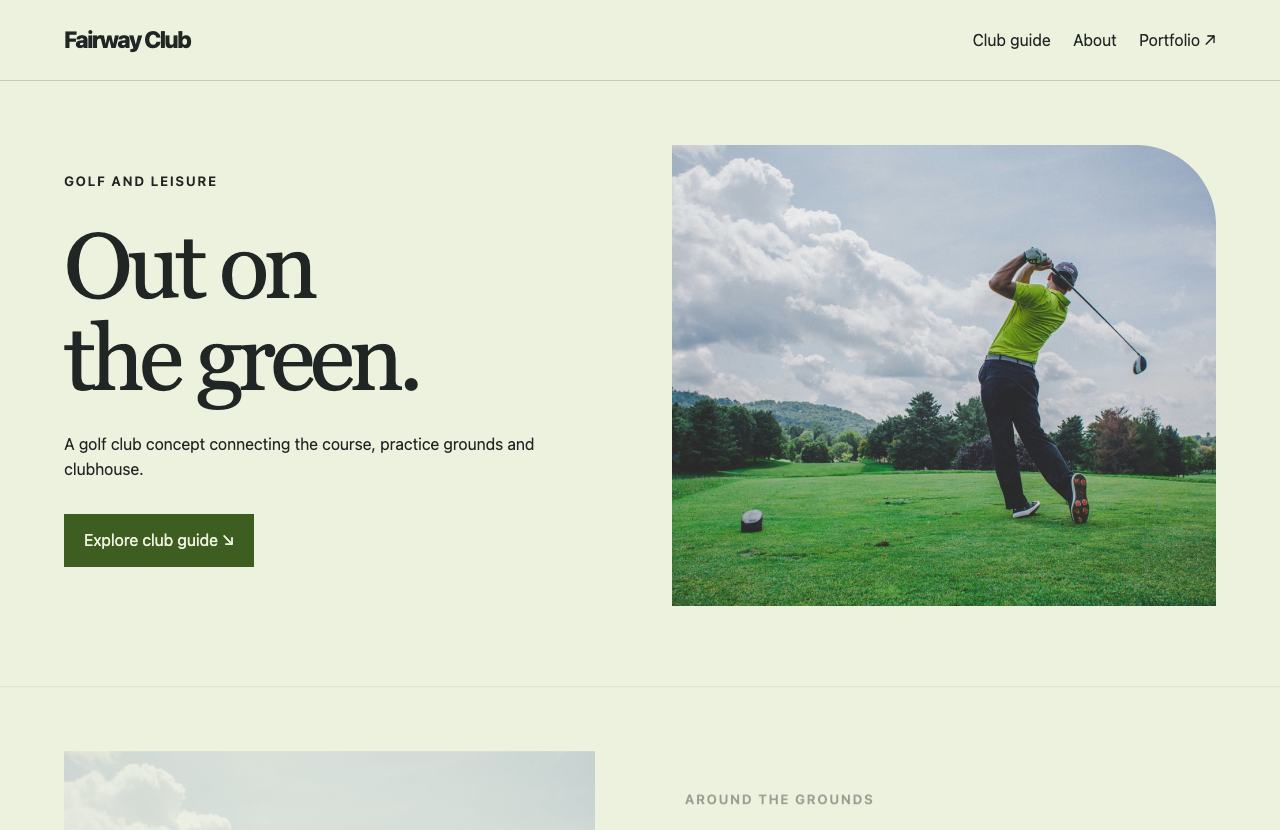 Fairway Club
Club guide
About
Portfolio ↗
GOLF AND LEISURE
Out on
the green.
A golf club concept connecting the course, practice grounds and
clubhouse.
Explore club guide ↘
AROUND THE GROUNDS